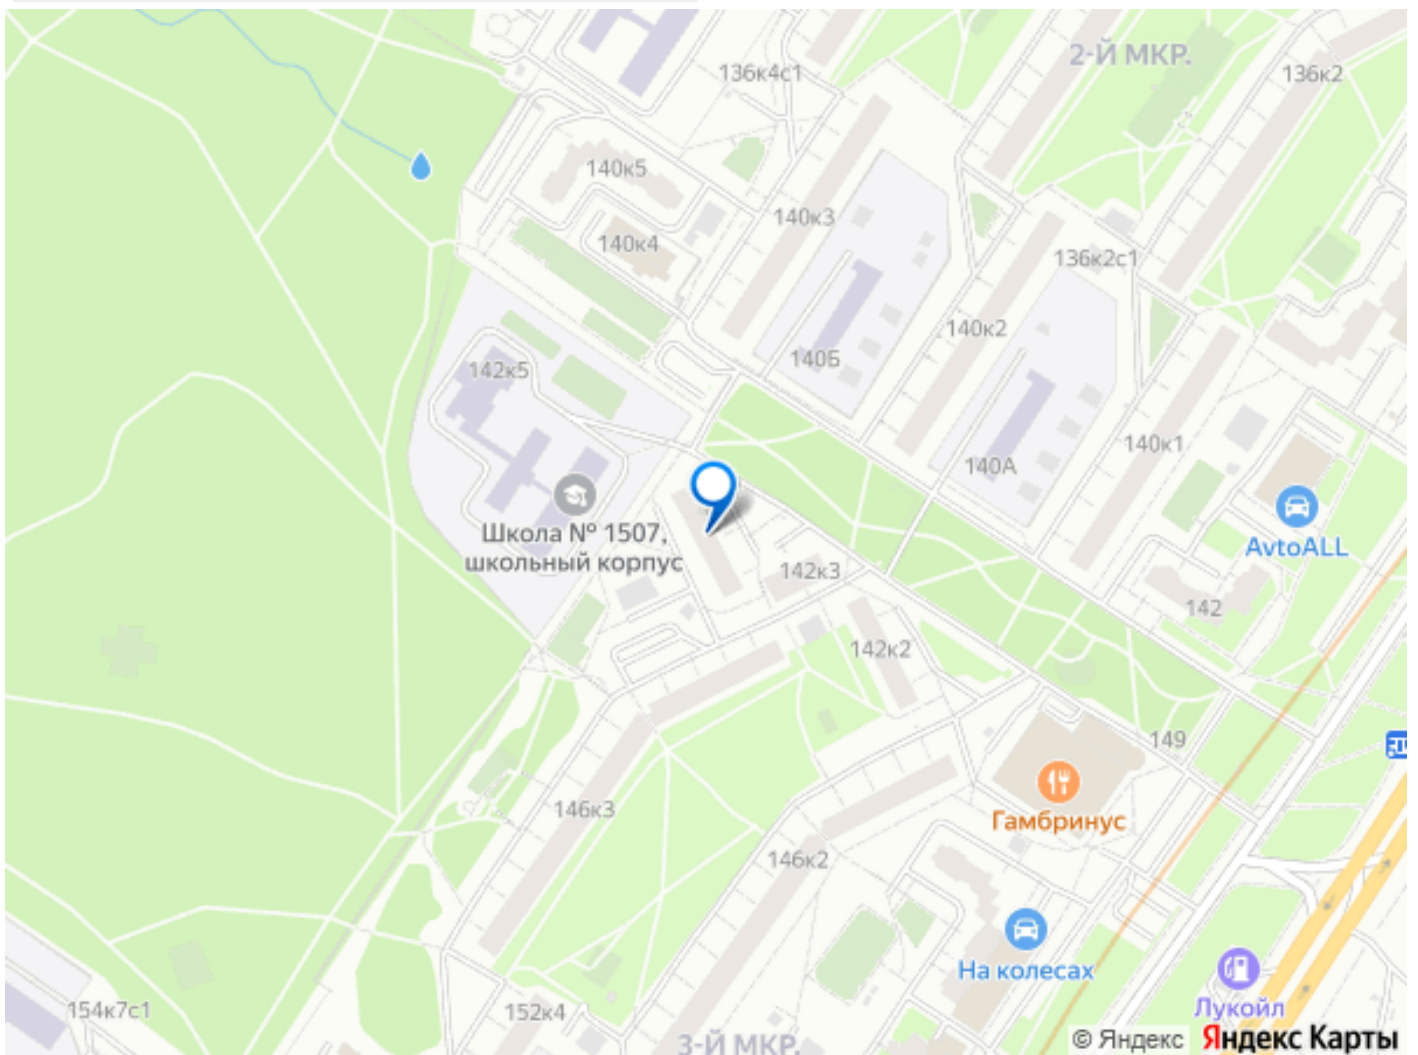 2-Й МКР.
136к4с1
136к2
140к5
140к3
140к4
136к2с1
140к2
140Б
142к5
140к1
140А
Школа № 1507,
школьный корпус
AvtoALL
142к3
142
142к2
149
Гамбринус
146к3
146к2
На колесах
Лукойл
154к7с1
152к4
3-Й МКР.
© Яндекс Яндекс Карты